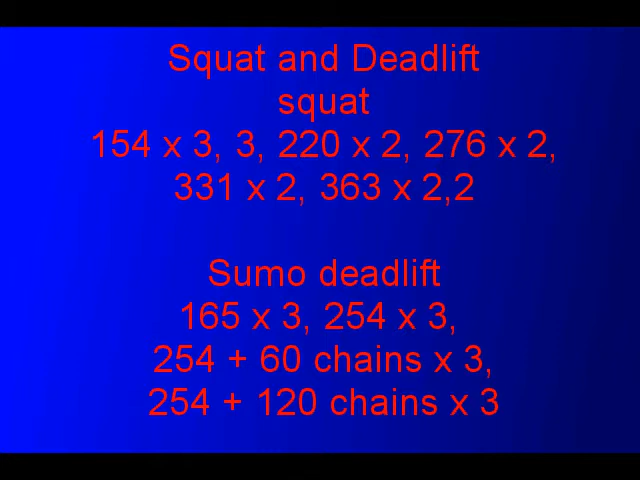 Squat and Deadlift
squat
154 x 3, 3, 220 x 2, 276 x 2,
331 x 2, 363 x 2,2
Sumo deadlift
165 x 3, 254 x 3,
254 + 60 chains x 3,
254 + 120 chains x 3